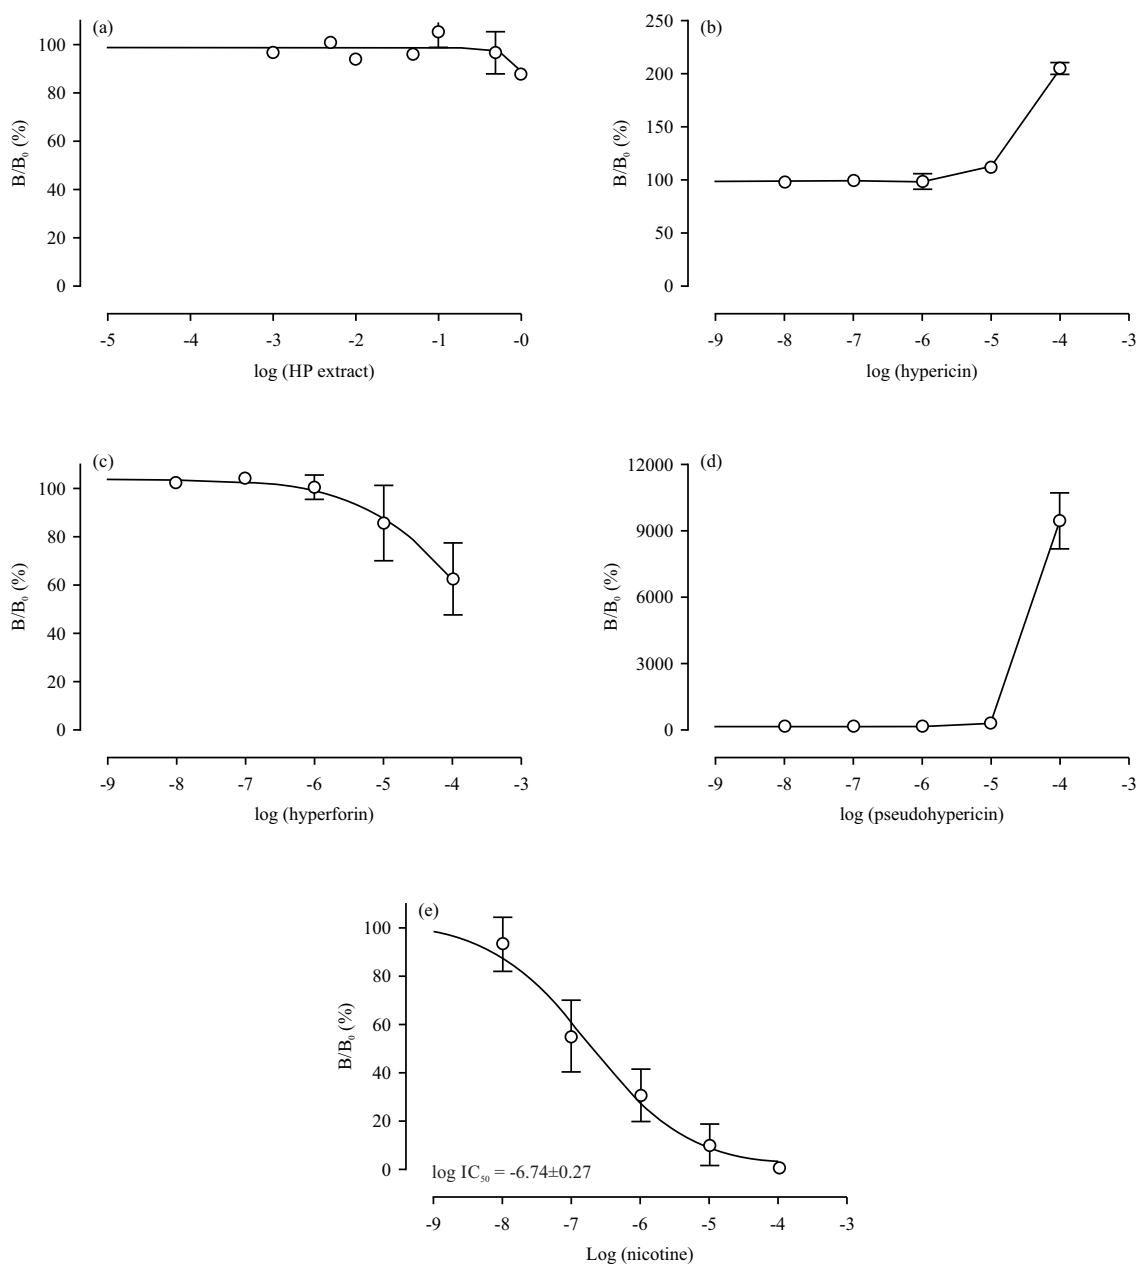 (a)
100
80
60
40
20
0
B/B₀ (%)
-5 -4 -3 -2 -1 -0
log (HP extract)
(b)
250
200
150
100
50
0
B/B₀ (%)
-9 -8 -7 -6 -5 -4 -3
log (hypericin)
(c)
100
80
60
40
20
0
B/B₀ (%)
-9 -8 -7 -6 -5 -4 -3
log (hyperforin)
(d)
12000
9000
6000
3000
0
B/B₀ (%)
-9 -8 -7 -6 -5 -4 -3
log (pseudohypericin)
(e)
100
80
60
40
20
0
B/B₀ (%)
log IC₅₀ = -6.74±0.27
-9 -8 -7 -6 -5 -4 -3
Log (nicotine)